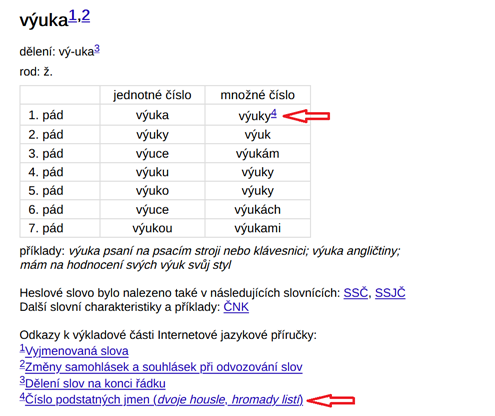 výuka1,2
dělení: vý-uka3
rod: ž.
jednotné číslo množné číslo
1. pád výuka výuky4
2. pád výuky výuk
3. pád výuce výukám
4. pád výuku výuky
5. pád výuko výuky
6. pád výuce výukách
7. pád výukou výukami
příklady: výuka psaní na psacím stroji nebo klávesnici; výuka angličtiny;
mám na hodnocení svých výuk svůj styl
Heslové slovo bylo nalezeno také v následujících slovnících: SSČ, SSJČ
Další slovní charakteristiky a příklady: ČNK
Odkazy k výkladové části Internetové jazykové příručky:
1Vyjmenovaná slova
2Změny samohlásek a souhlásek při odvozování slov
3Dělení slov na konci řádku
4Číslo podstatných jmen (dvoje housle, hromady listí)